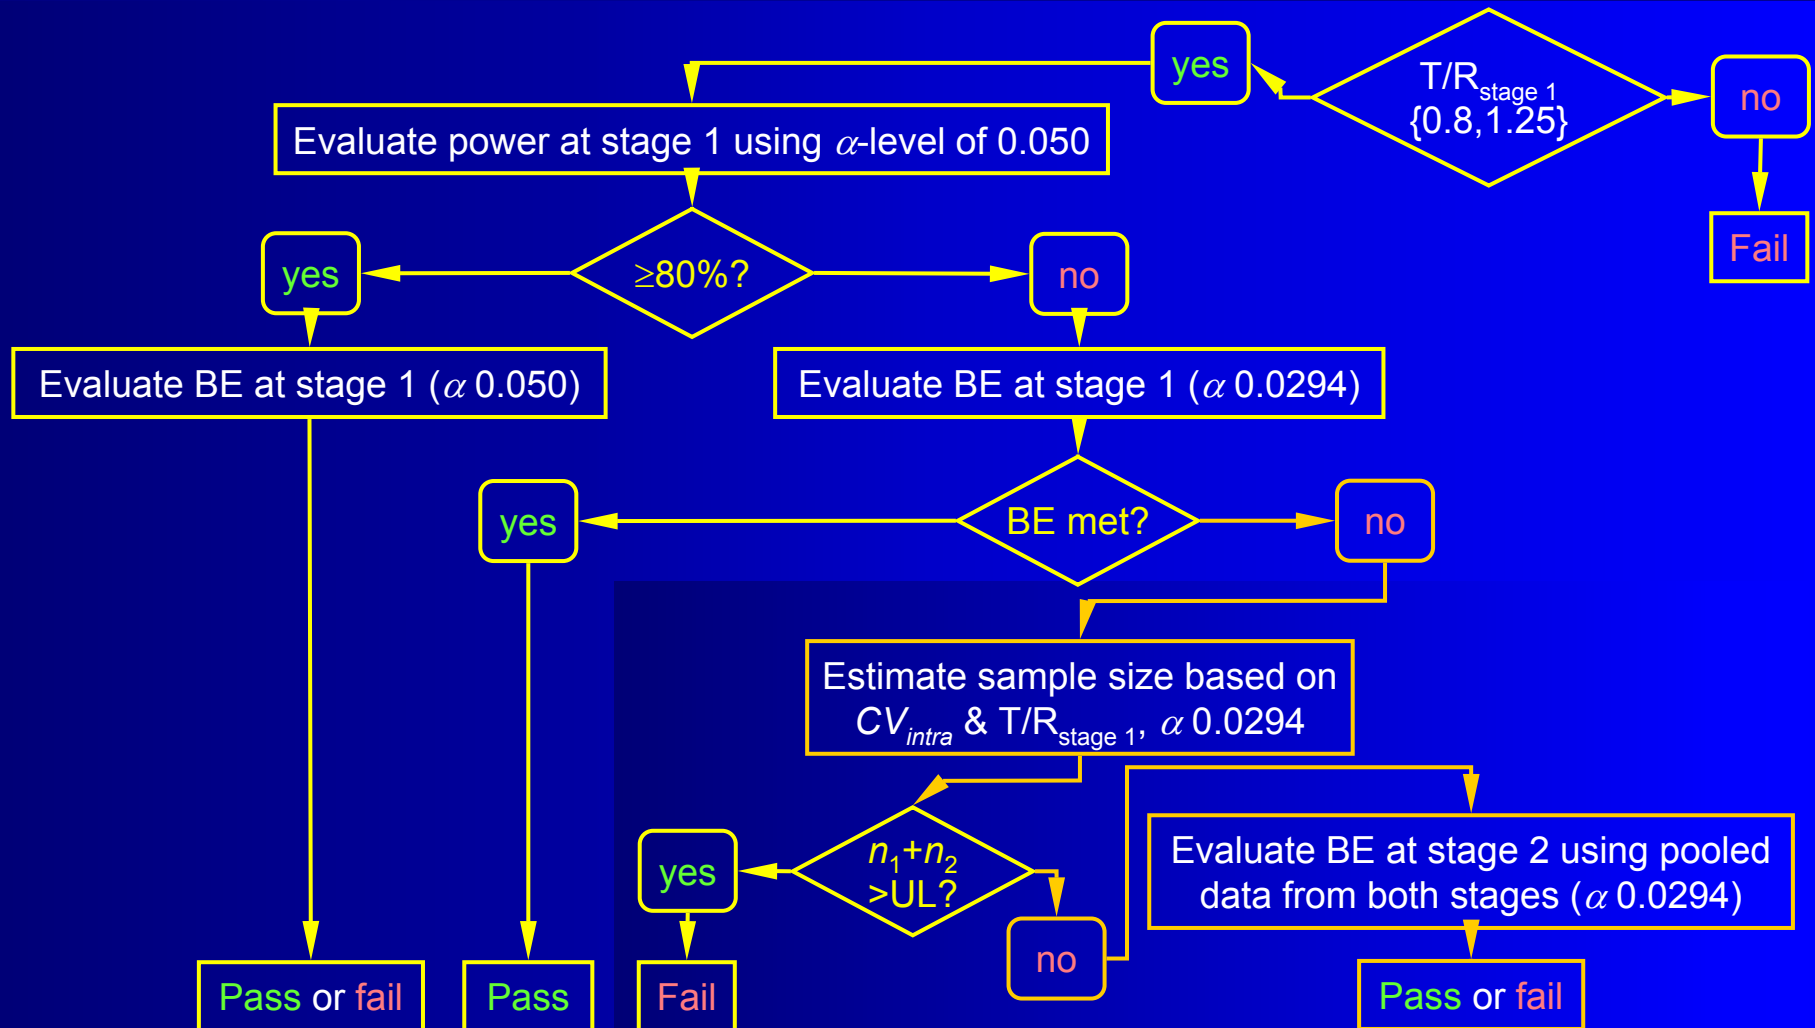 T/Rstage 1
{0.8,1.25}
yes
no
Fail
Evaluate power at stage 1 using α-level of 0.050
≥80%?
yes
no
Evaluate BE at stage 1 (α 0.050)
Evaluate BE at stage 1 (α 0.0294)
BE met?
yes
no
Estimate sample size based on
CVintra & T/Rstage 1, α 0.0294
n1+n2
>UL?
yes
no
Evaluate BE at stage 2 using pooled
data from both stages (α 0.0294)
Pass or fail
Pass
Fail
Pass or fail